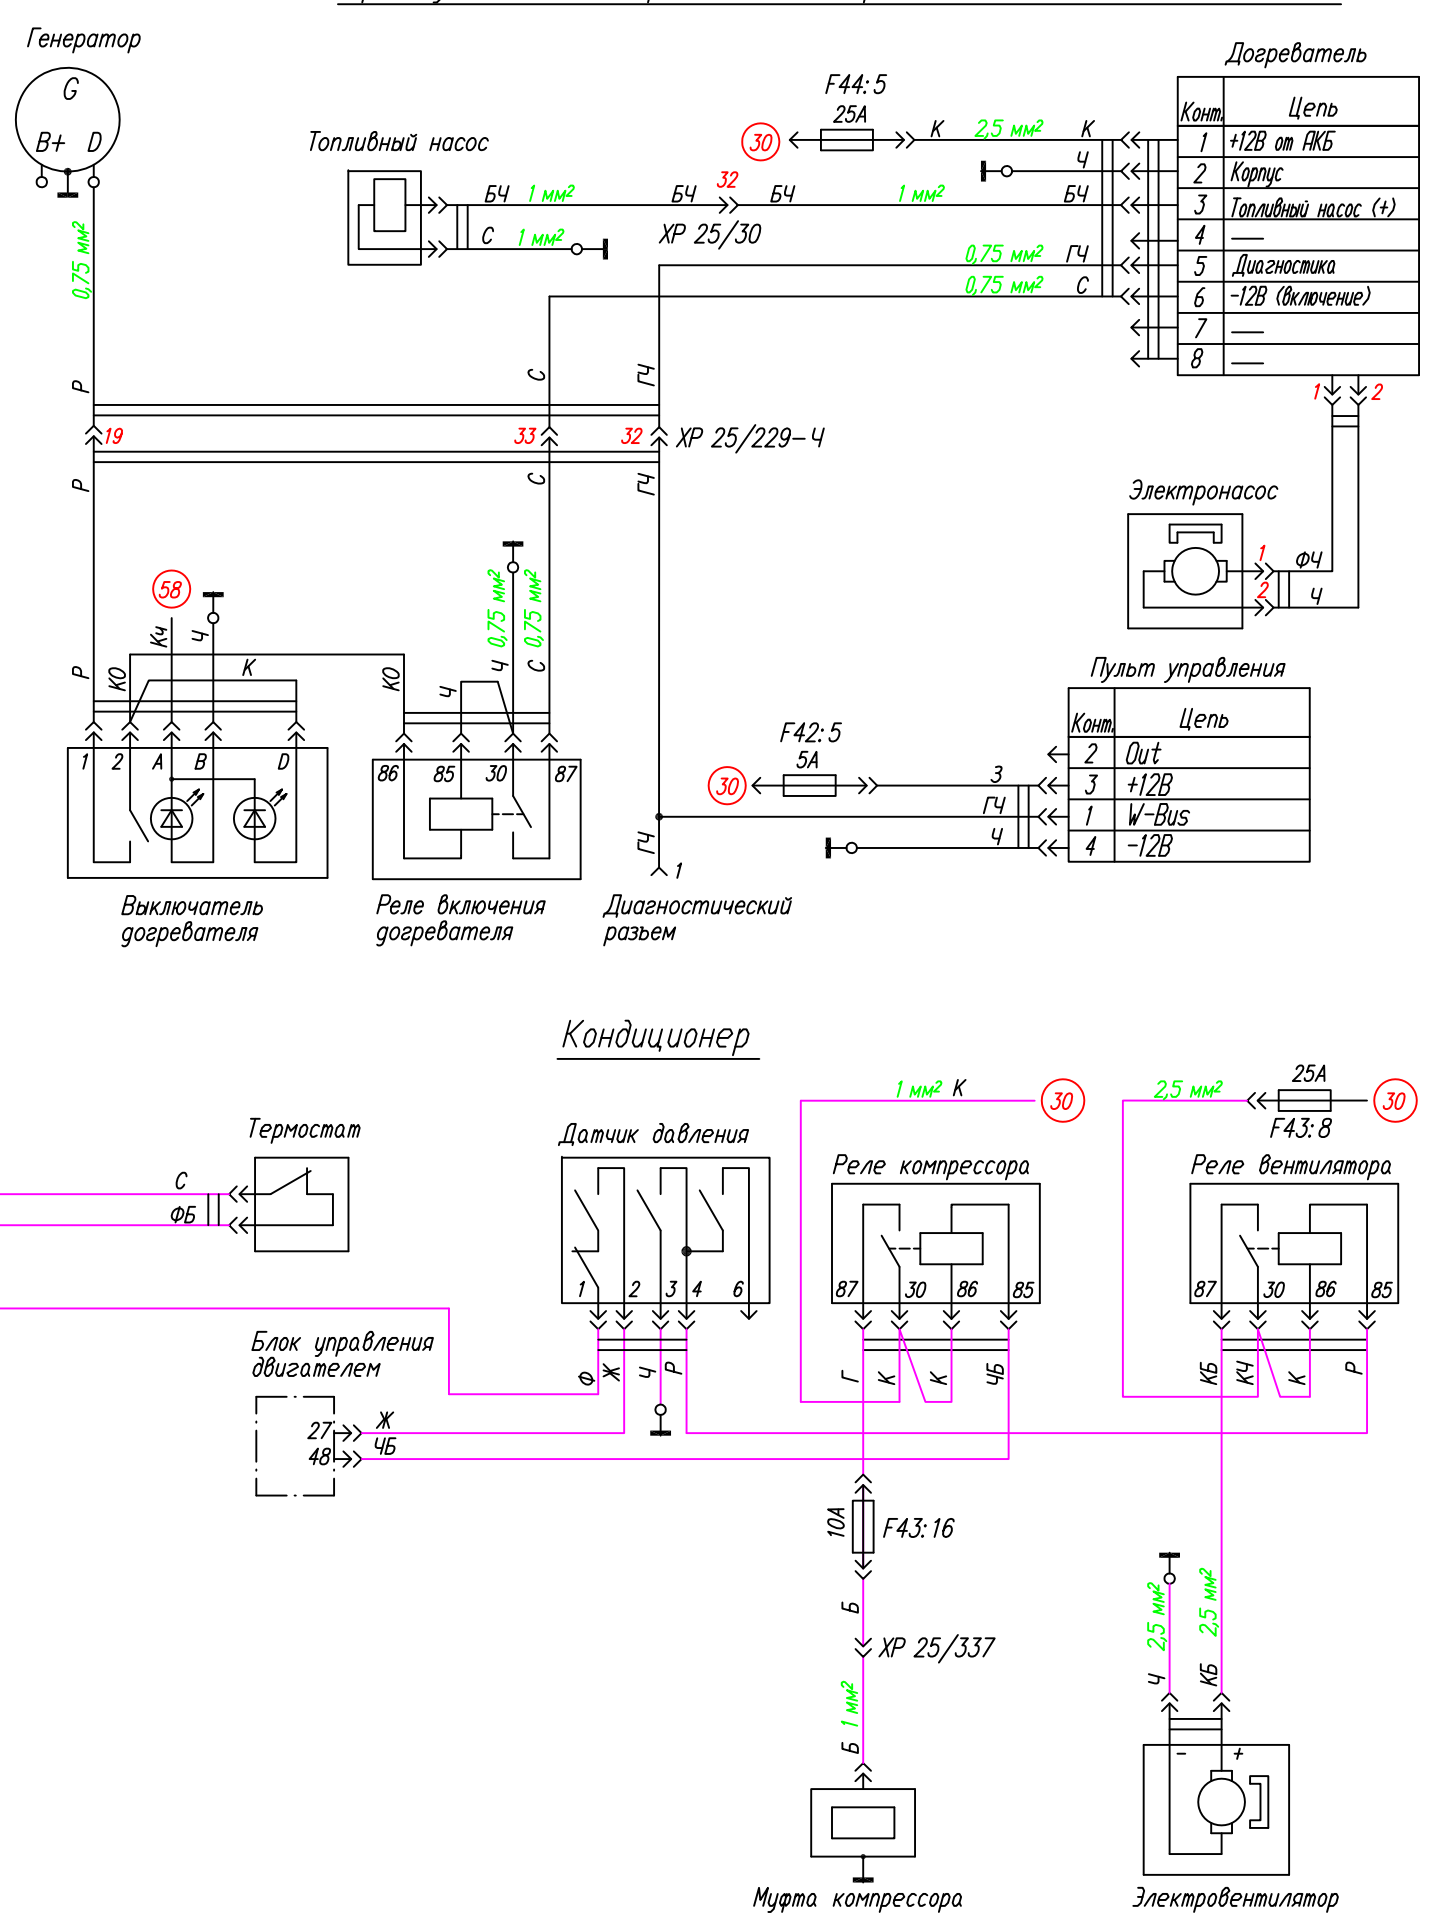 Генератор
G
В+ D
0,75 мм²
Р
Топливный насос
БЧ 1 мм² БЧ 32 БЧ 1 мм² БЧ
С 1 мм²
ХР 25/30
F44:5
25А
30 К 2,5 мм² К
Ч
0,75 мм² ГЧ
0,75 мм² С
Догреватель
Конт. Цепь
1 +12В от АКБ
2 Корпус
3 Топливный насос (+)
4 —
5 Диагностика
6 -12В (включение)
7 —
8 —
1 2
С ГЧ
19 33 32 ХР 25/229-Ч
Р С ГЧ
Электронасос
1 ФЧ
2 Ч
58
Кч Ч
Р КО К
1 2 А В D
Выключатель
догревателя
0,75 мм² 0,75 мм²
КО Ч Ч С
86 85 30 87
Реле включения
догревателя
ГЧ
1
Диагностический
разъем
F42:5
5А
30 З
ГЧ
Ч
Пульт управления
Конт. Цепь
2 Out
3 +12В
1 W-Bus
4 -12В
Кондиционер
Термостат
С
ФБ
Датчик давления
1 2 3 4 6
Ф Ж Ч Р
Блок управления
двигателем
27 Ж
48 ЧБ
1 мм² К 30
Реле компрессора
87 30 86 85
Г К К ЧБ
10А F43:16
Б
ХР 25/337
1 мм²
Б
Муфта компрессора
2,5 мм² 25А 30
F43:8
Реле вентилятора
87 30 86 85
КБ КЧ К Р
2,5 мм² 2,5 мм²
Ч КБ
- +
Электровентилятор